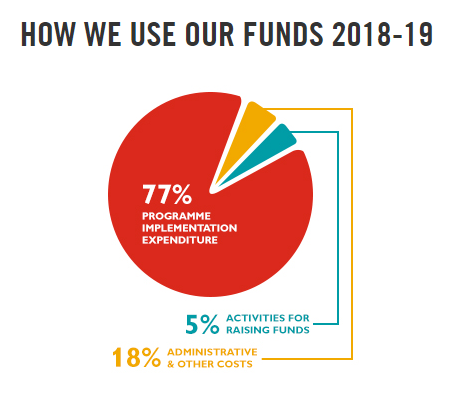 HOW WE USE OUR FUNDS 2018-19
77%
PROGRAMME
IMPLEMENTATION
EXPENDITURE
5% ACTIVITIES FOR
RAISING FUNDS
18% ADMINISTRATIVE
& OTHER COSTS